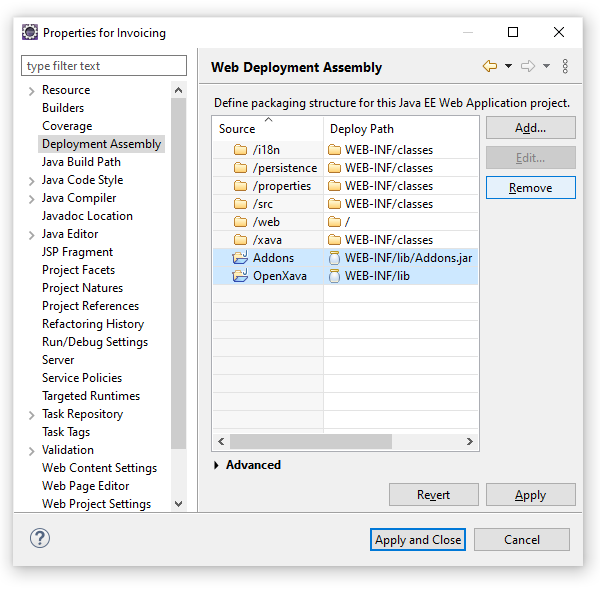 Properties for Invoicing
type filter text
Resource
Builders
Coverage
Deployment Assembly
Java Build Path
Java Code Style
Java Compiler
Javadoc Location
Java Editor
JSP Fragment
Project Facets
Project Natures
Project References
Refactoring History
Run/Debug Settings
Server
Service Policies
Targeted Runtimes
Task Repository
Task Tags
Validation
Web Content Settings
Web Page Editor
Web Project Settings
Web Deployment Assembly
Define packaging structure for this Java EE Web Application project.
Source Deploy Path
/i18n WEB-INF/classes
/persistence WEB-INF/classes
/properties WEB-INF/classes
/src WEB-INF/classes
/web /
/xava WEB-INF/classes
Addons WEB-INF/lib/Addons.jar
OpenXava WEB-INF/lib
Add...
Edit...
Remove
Advanced
Revert Apply
? Apply and Close Cancel